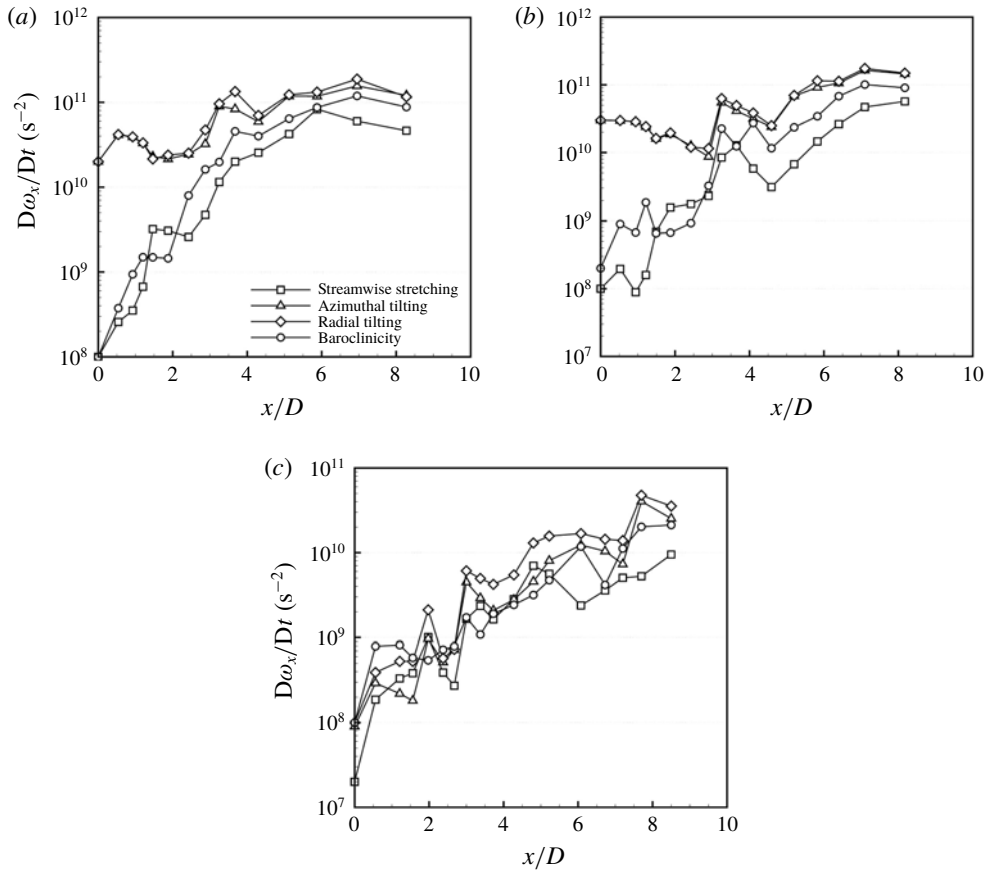 (a)
10^12
10^11
10^10
10^9
10^8
Dω_x/Dt (s^−2)
Streamwise stretching
Azimuthal tilting
Radial tilting
Baroclinicity
0 2 4 6 8 10
x/D
(b)
10^12
10^11
10^10
10^9
10^8
10^7
0 2 4 6 8 10
x/D
(c)
10^11
10^10
10^9
10^8
10^7
Dω_x/Dt (s^−2)
0 2 4 6 8 10
x/D